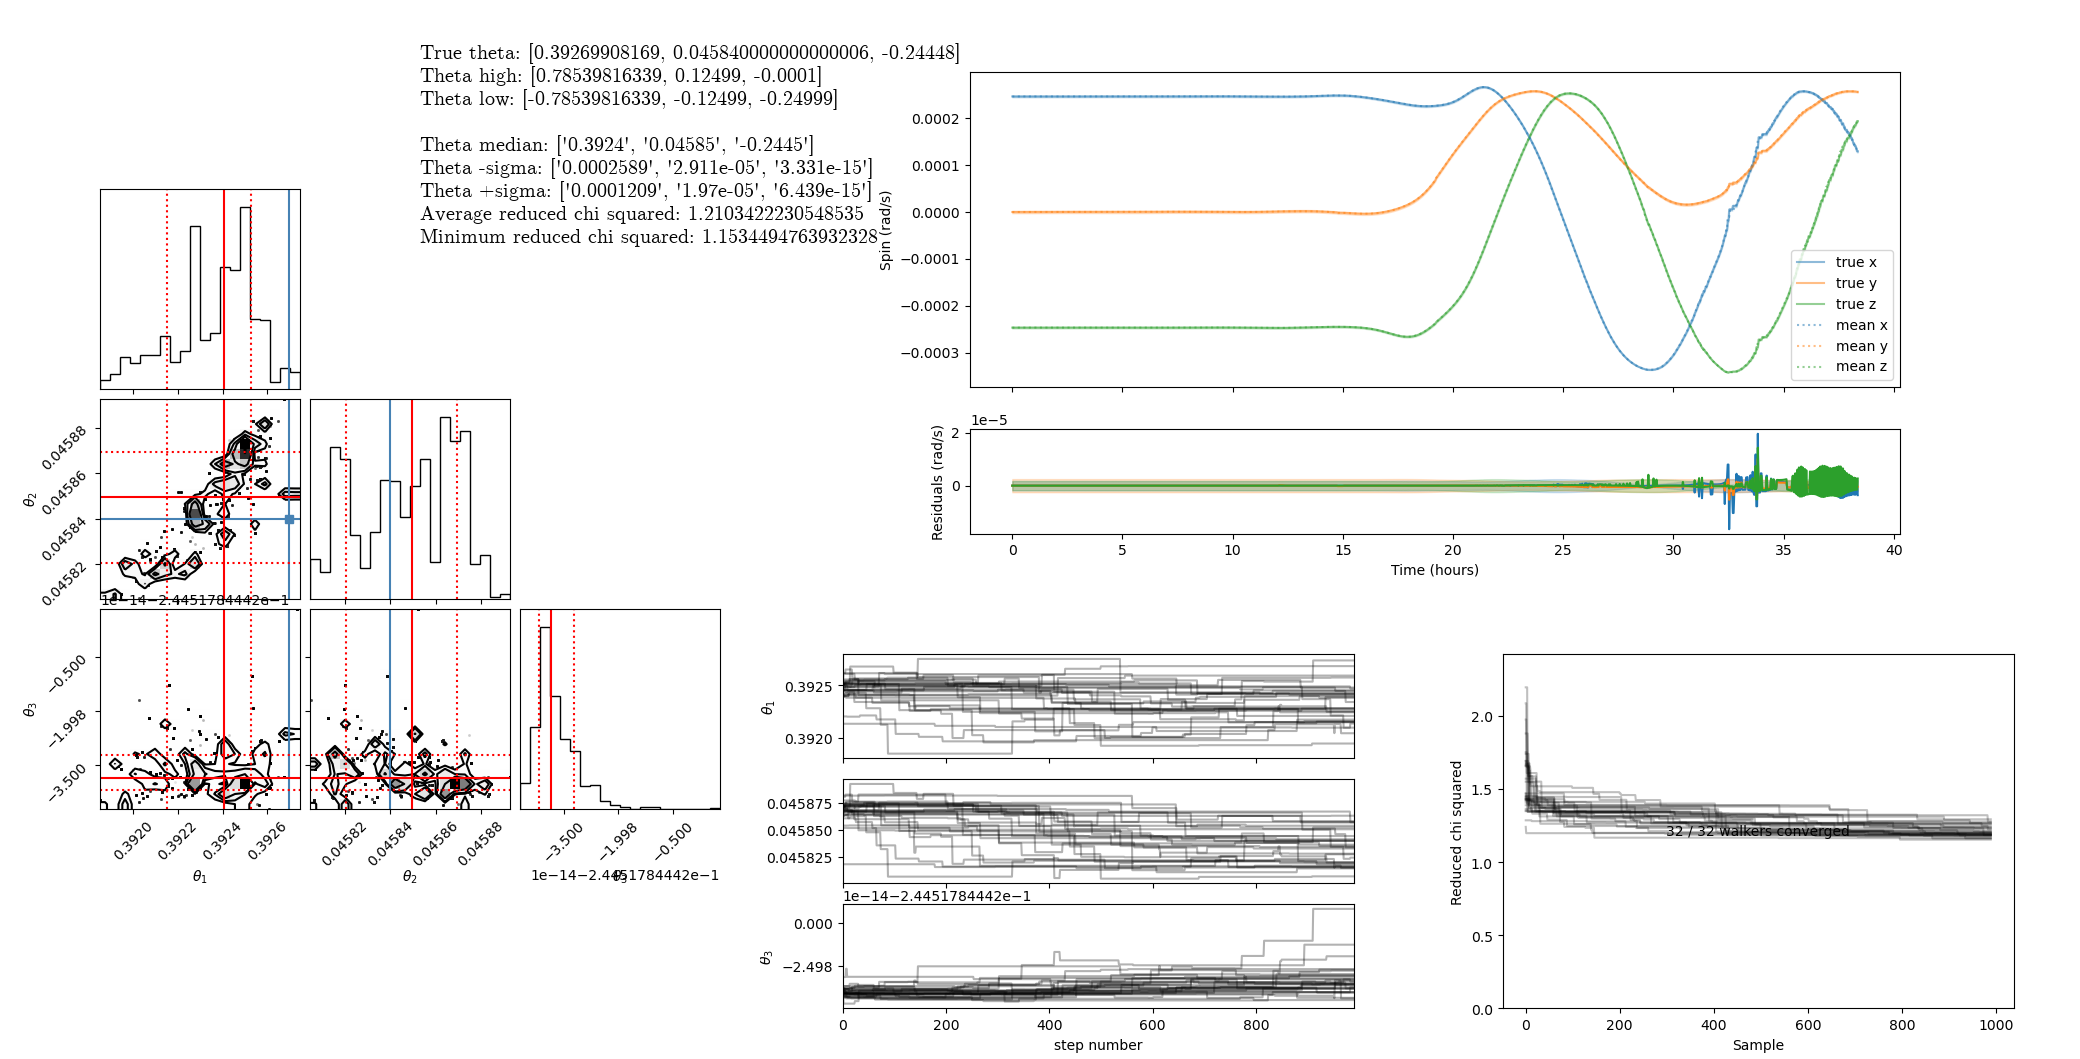 True theta: [0.39269908169, 0.045840000000000006, -0.24448]
Theta high: [0.78539816339, 0.12499, -0.0001]
Theta low: [-0.78539816339, -0.12499, -0.24999]
Theta median: ['0.3924', '0.04585', '-0.2445']
Theta -sigma: ['0.0002589', '2.911e-05', '3.331e-15']
Theta +sigma: ['0.0001209', '1.97e-05', '6.439e-15']
Average reduced chi squared: 1.2103422230548535
Minimum reduced chi squared: 1.1534494763932328
Spin (rad/s)
0.0002
0.0001
0.0000
−0.0001
−0.0002
−0.0003
true x
true y
true z
mean x
mean y
mean z
1e−5
Residuals (rad/s)
2
0
0 5 10 15 20 25 30 35 40
Time (hours)
θ2
0.04588
0.04586
0.04584
0.04582
1e−14−2.4451784442e−1
θ3
−0.500
−1.998
−3.500
0.3920 0.3922 0.3924 0.3926
θ1
0.04582 0.04584 0.04586 0.04588
θ2
−3.500 −1.998 −0.500
θ3
1e−14−2.4451784442e−1
θ1
0.3925
0.3920
0.045875
0.045850
0.045825
1e−14−2.4451784442e−1
θ3
0.000
−2.498
0 200 400 600 800
step number
Reduced chi squared
2.0
1.5
1.0
0.5
0.0
32 / 32 walkers converged
0 200 400 600 800 1000
Sample